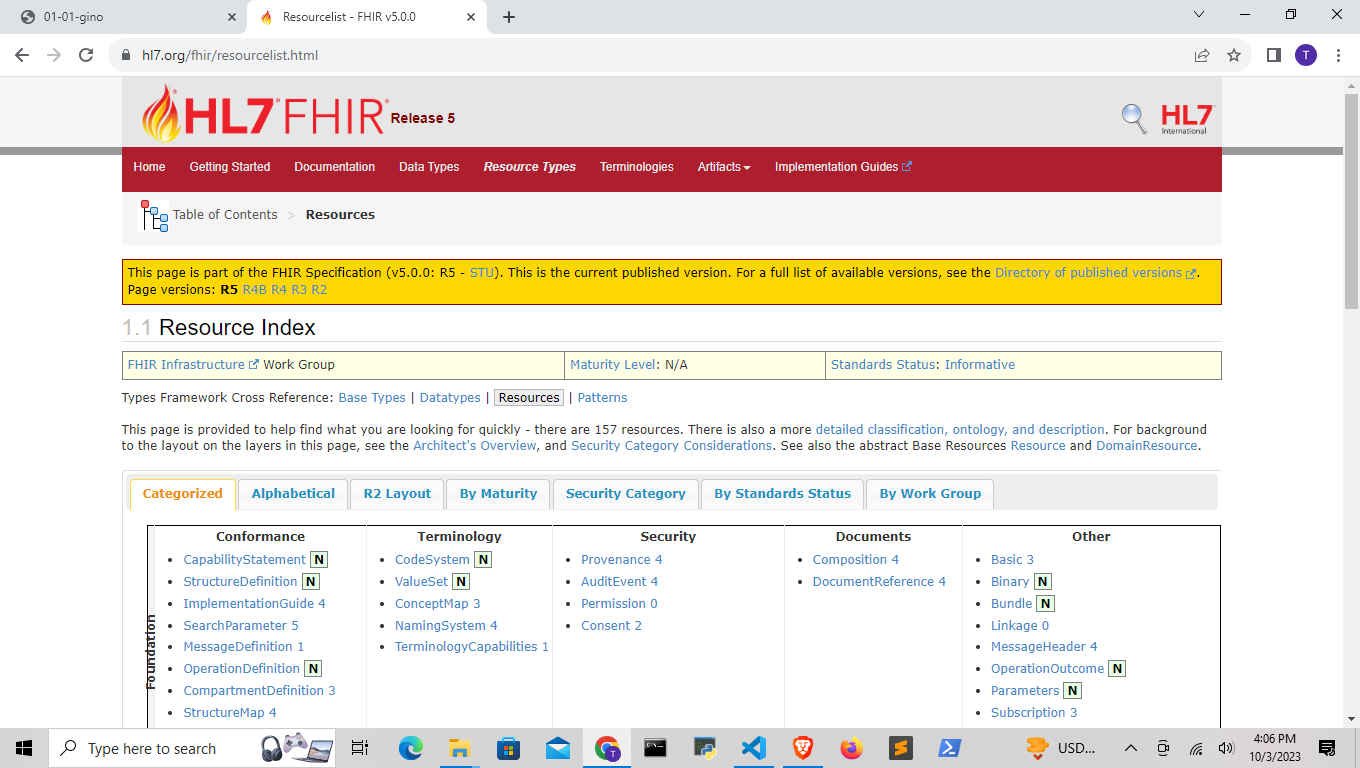 01-01-gino
Resourcelist - FHIR v5.0.0
hl7.org/fhir/resourcelist.html
T
HL7 FHIR Release 5
HL7
International
Home Getting Started Documentation Data Types Resource Types Terminologies Artifacts Implementation Guides
Table of Contents > Resources
This page is part of the FHIR Specification (v5.0.0: R5 - STU). This is the current published version. For a full list of available versions, see the Directory of published versions.
Page versions: R5 R4B R4 R3 R2
1.1 Resource Index
FHIR Infrastructure Work Group Maturity Level: N/A Standards Status: Informative
Types Framework Cross Reference: Base Types | Datatypes | Resources | Patterns
This page is provided to help find what you are looking for quickly - there are 157 resources. There is also a more detailed classification, ontology, and description. For background
to the layout on the layers in this page, see the Architect's Overview, and Security Category Considerations. See also the abstract Base Resources Resource and DomainResource.
Categorized Alphabetical R2 Layout By Maturity Security Category By Standards Status By Work Group
Foundation
Conformance
CapabilityStatement N
StructureDefinition N
ImplementationGuide 4
SearchParameter 5
MessageDefinition 1
OperationDefinition N
CompartmentDefinition 3
StructureMap 4
Terminology
CodeSystem N
ValueSet N
ConceptMap 3
NamingSystem 4
TerminologyCapabilities 1
Security
Provenance 4
AuditEvent 4
Permission 0
Consent 2
Documents
Composition 4
DocumentReference 4
Other
Basic 3
Binary N
Bundle N
Linkage 0
MessageHeader 4
OperationOutcome N
Parameters N
Subscription 3
Type here to search
T
USD...
4:06 PM
10/3/2023